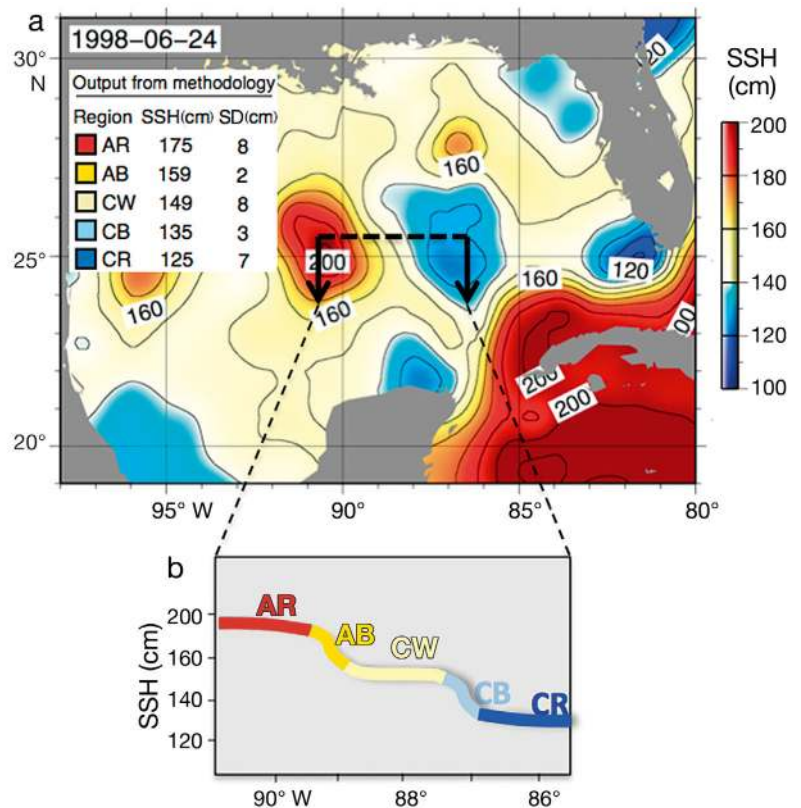 a
1998–06–24
30°
N
25°
20°
Output from methodology
Region SSH(cm) SD(cm)
AR 175 8
AB 159 2
CW 149 8
CB 135 3
CR 125 7
20
160
200
160
160
160
120
00
200
200
95° W 90° 85° 80°
SSH
(cm)
200
180
160
140
120
100
b
SSH (cm)
200
160
140
120
AR
AB
CW
CB
CR
90° W 88° 86°